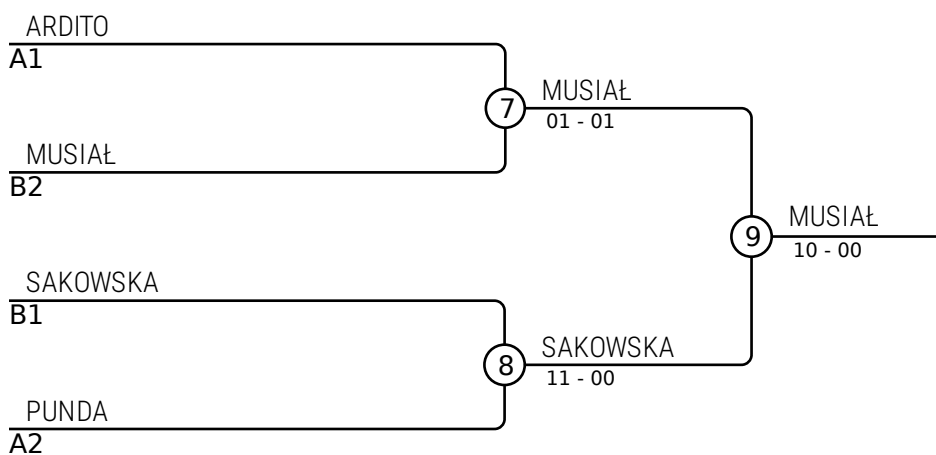 ARDITO
A1
7
MUSIAŁ
01 - 01
MUSIAŁ
B2
9
MUSIAŁ
10 - 00
SAKOWSKA
B1
8
SAKOWSKA
11 - 00
PUNDA
A2